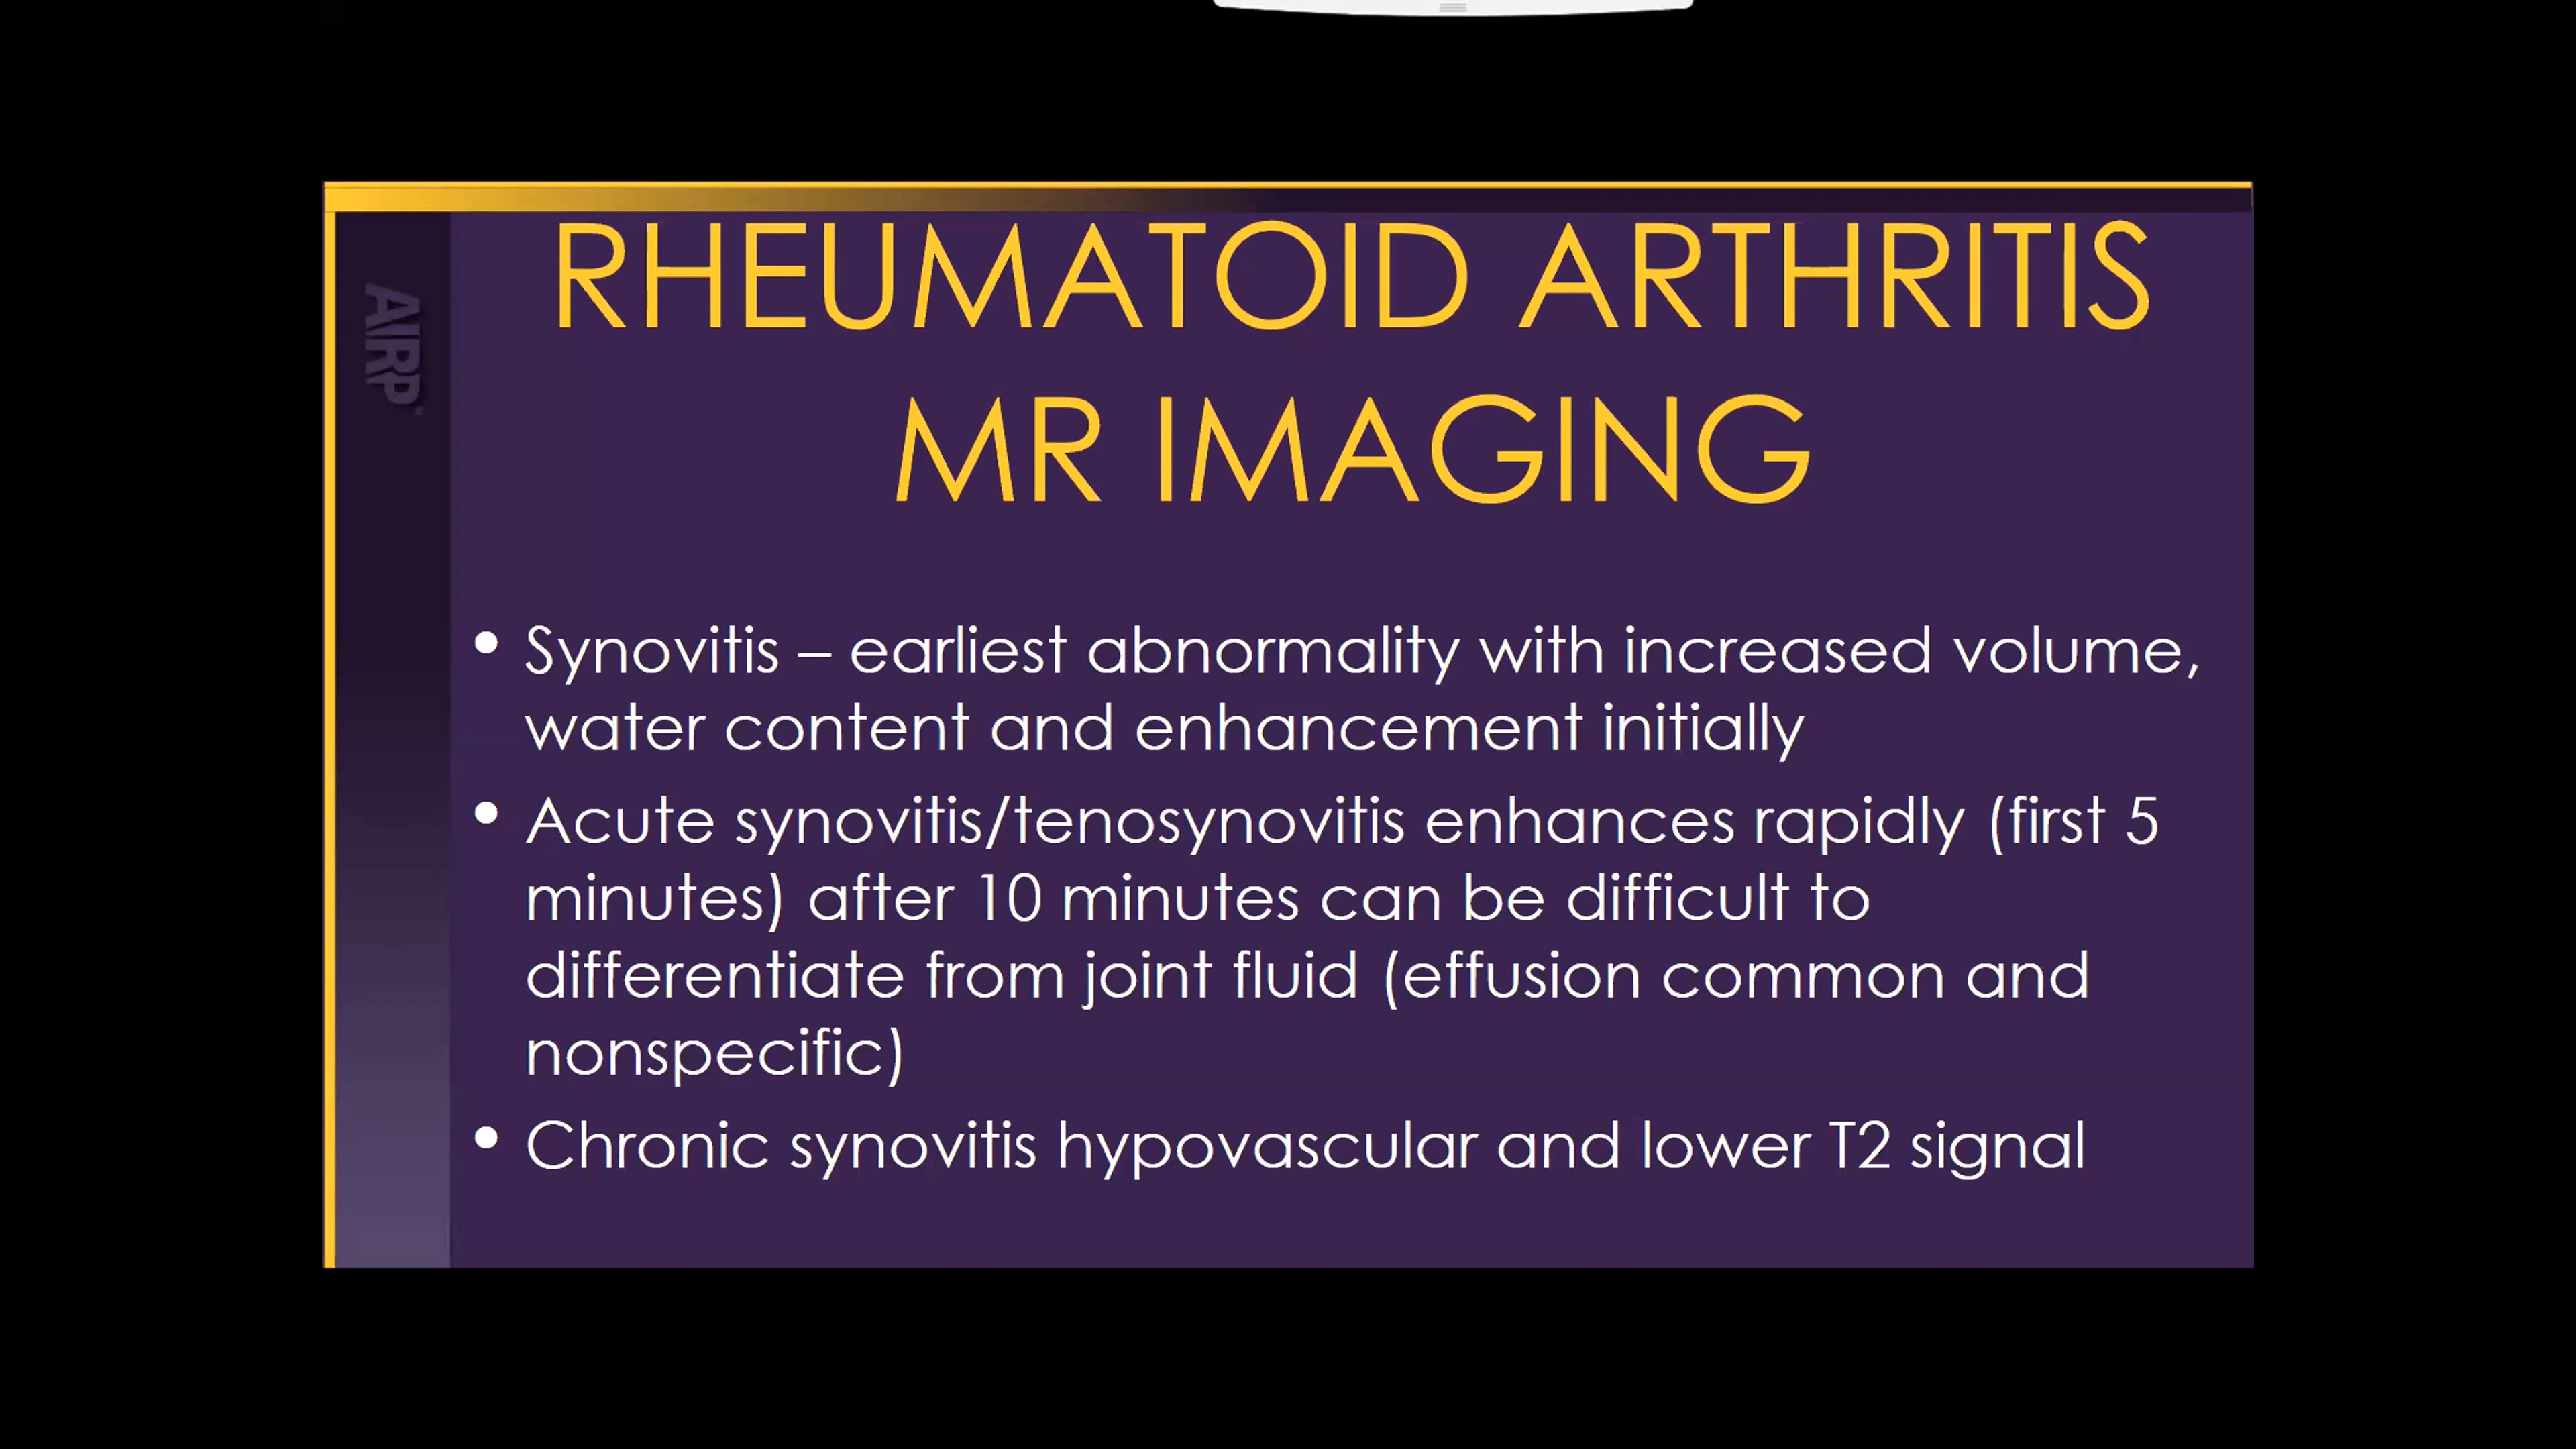 RHEUMATOID ARTHRITIS
MR IMAGING
AIRP™
• Synovitis – earliest abnormality with increased volume,
water content and enhancement initially
• Acute synovitis/tenosynovitis enhances rapidly (first 5
minutes) after 10 minutes can be difficult to
differentiate from joint fluid (effusion common and
nonspecific)
• Chronic synovitis hypovascular and lower T2 signal